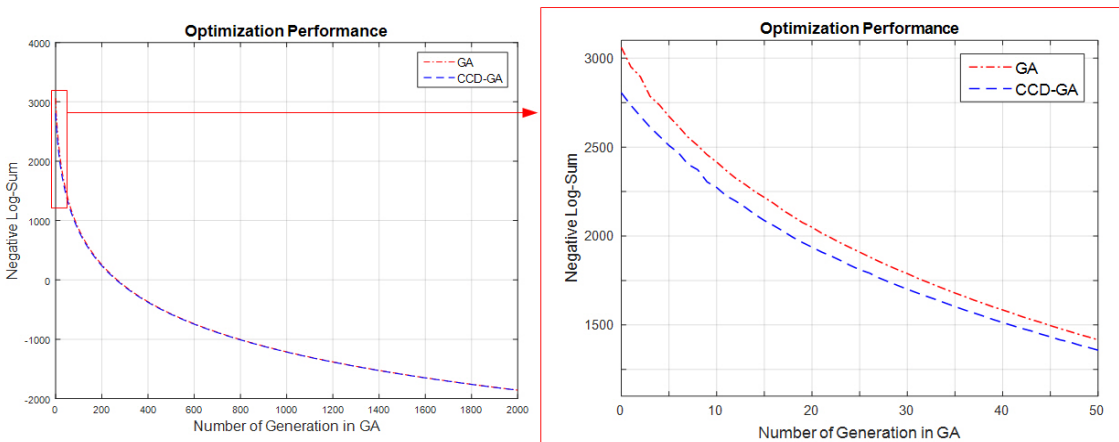 Optimization Performance
4000
3000
2000
1000
0
-1000
-2000
0 200 400 600 800 1000 1200 1400 1600 1800 2000
Negative Log-Sum
Number of Generation in GA
GA
CCD-GA
Optimization Performance
3000
2500
2000
1500
0 10 20 30 40 50
Negative Log-Sum
Number of Generation in GA
GA
CCD-GA